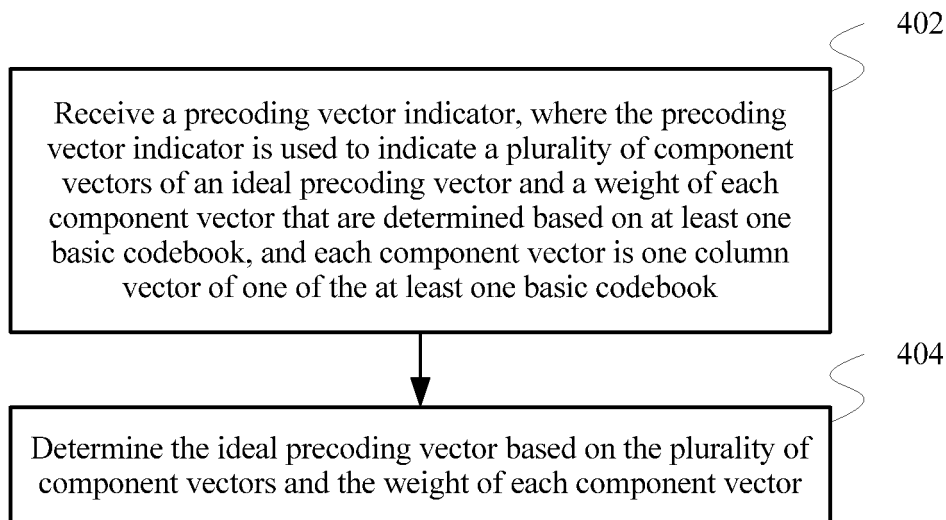 402
Receive a precoding vector indicator, where the precoding
vector indicator is used to indicate a plurality of component
vectors of an ideal precoding vector and a weight of each
component vector that are determined based on at least one
basic codebook, and each component vector is one column
vector of one of the at least one basic codebook
404
Determine the ideal precoding vector based on the plurality of
component vectors and the weight of each component vector